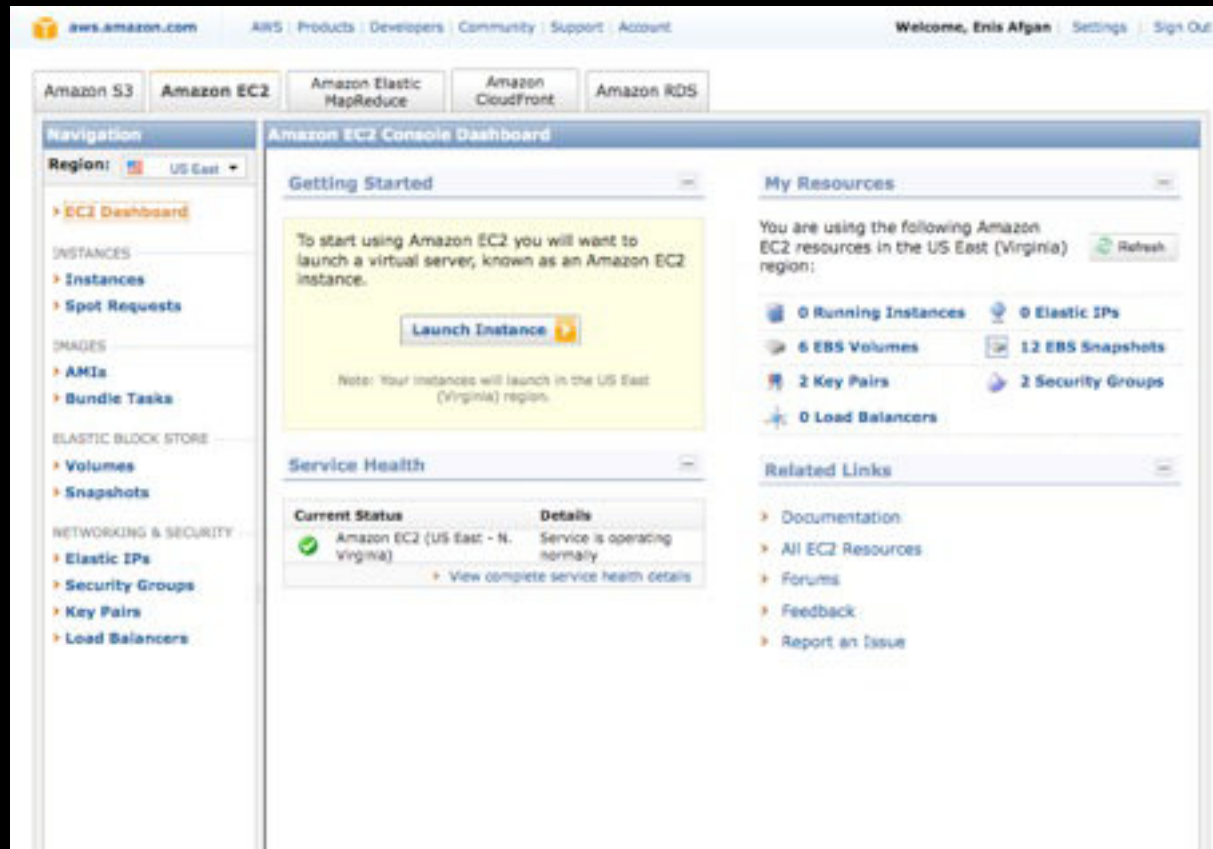 aws.amazon.com AWS | Products | Developers | Community | Support | Account Welcome, Enis Afgan | Settings | Sign Out
Amazon S3 Amazon EC2 Amazon Elastic MapReduce Amazon CloudFront Amazon RDS
Navigation
Region: US East
EC2 Dashboard
INSTANCES
Instances
Spot Requests
IMAGES
AMIs
Bundle Tasks
ELASTIC BLOCK STORE
Volumes
Snapshots
NETWORKING & SECURITY
Elastic IPs
Security Groups
Key Pairs
Load Balancers
Amazon EC2 Console Dashboard
Getting Started
To start using Amazon EC2 you will want to
launch a virtual server, known as an Amazon EC2
instance.
Launch Instance
Note: Your instances will launch in the US East
(Virginia) region.
Service Health
Current Status Details
Amazon EC2 (US East - N. Virginia) Service is operating normally
View complete service health details
My Resources
You are using the following Amazon
EC2 resources in the US East (Virginia)
region:
Refresh
0 Running Instances 0 Elastic IPs
6 EBS Volumes 12 EBS Snapshots
2 Key Pairs 2 Security Groups
0 Load Balancers
Related Links
Documentation
All EC2 Resources
Forums
Feedback
Report an Issue